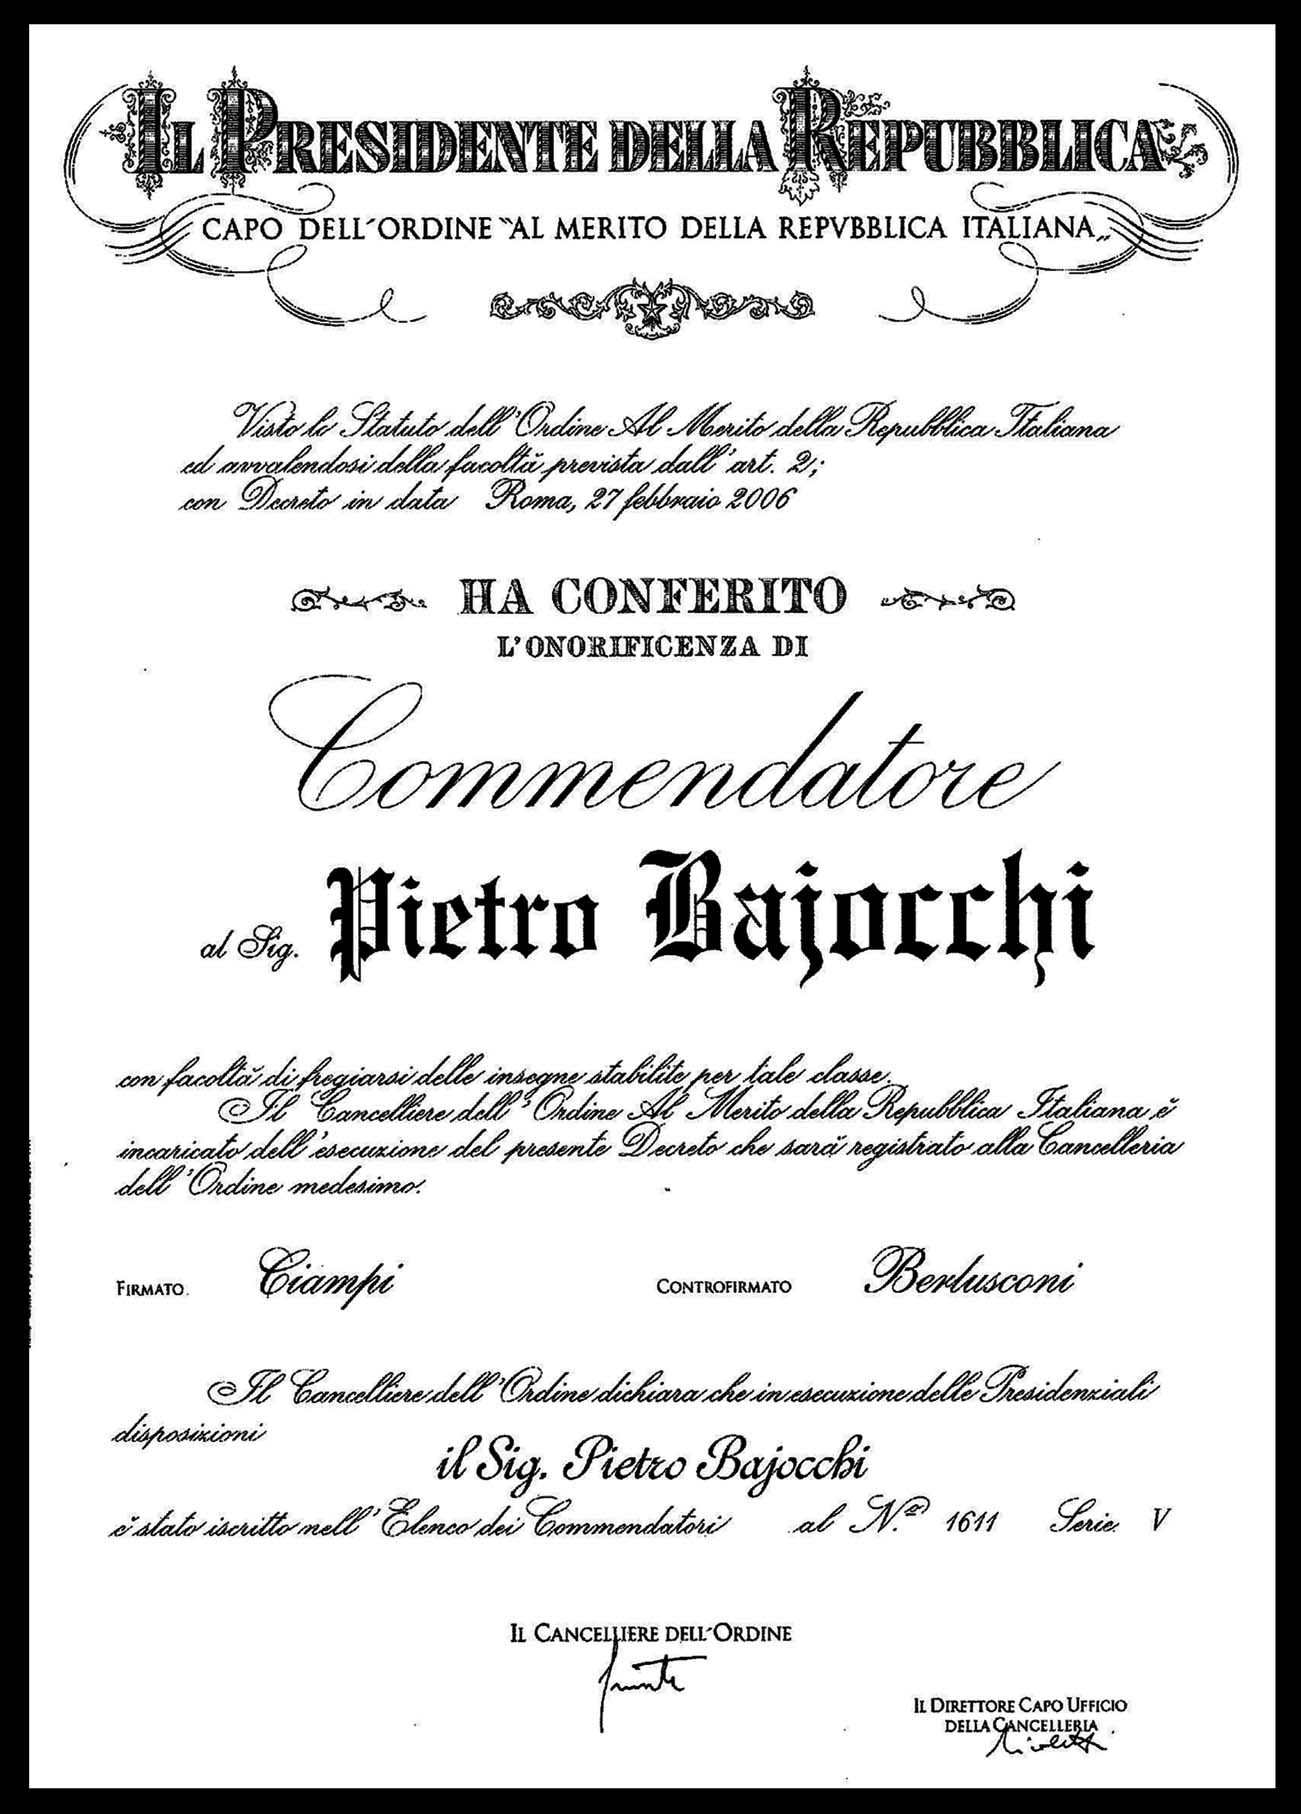 IL PRESIDENTE DELLA REPUBBLICA
CAPO DELL'ORDINE "AL MERITO DELLA REPVBBLICA ITALIANA„
Visto lo Statuto dell'Ordine Al Merito della Repubblica Italiana
ed avvalendosi della facoltà prevista dall'art. 2;
con Decreto in data Roma, 27 febbraio 2006
HA CONFERITO
L'ONORIFICENZA DI
Commendatore
al Sig. Pietro Bajocchi
con facoltà di fregiarsi delle insegne stabilite per tale classe.
Il Cancelliere dell'Ordine Al Merito della Repubblica Italiana è
incaricato dell'esecuzione del presente Decreto che sarà registrato alla Cancelleria
dell'Ordine medesimo.
FIRMATO. Ciampi CONTROFIRMATO Berlusconi
Il Cancelliere dell'Ordine dichiara che in esecuzione delle Presidenziali
disposizioni
il Sig. Pietro Bajocchi
è stato iscritto nell'Elenco dei Commendatori al N.ro 1611 Serie V
IL CANCELLIERE DELL'ORDINE
IL DIRETTORE CAPO UFFICIO
DELLA CANCELLERIA